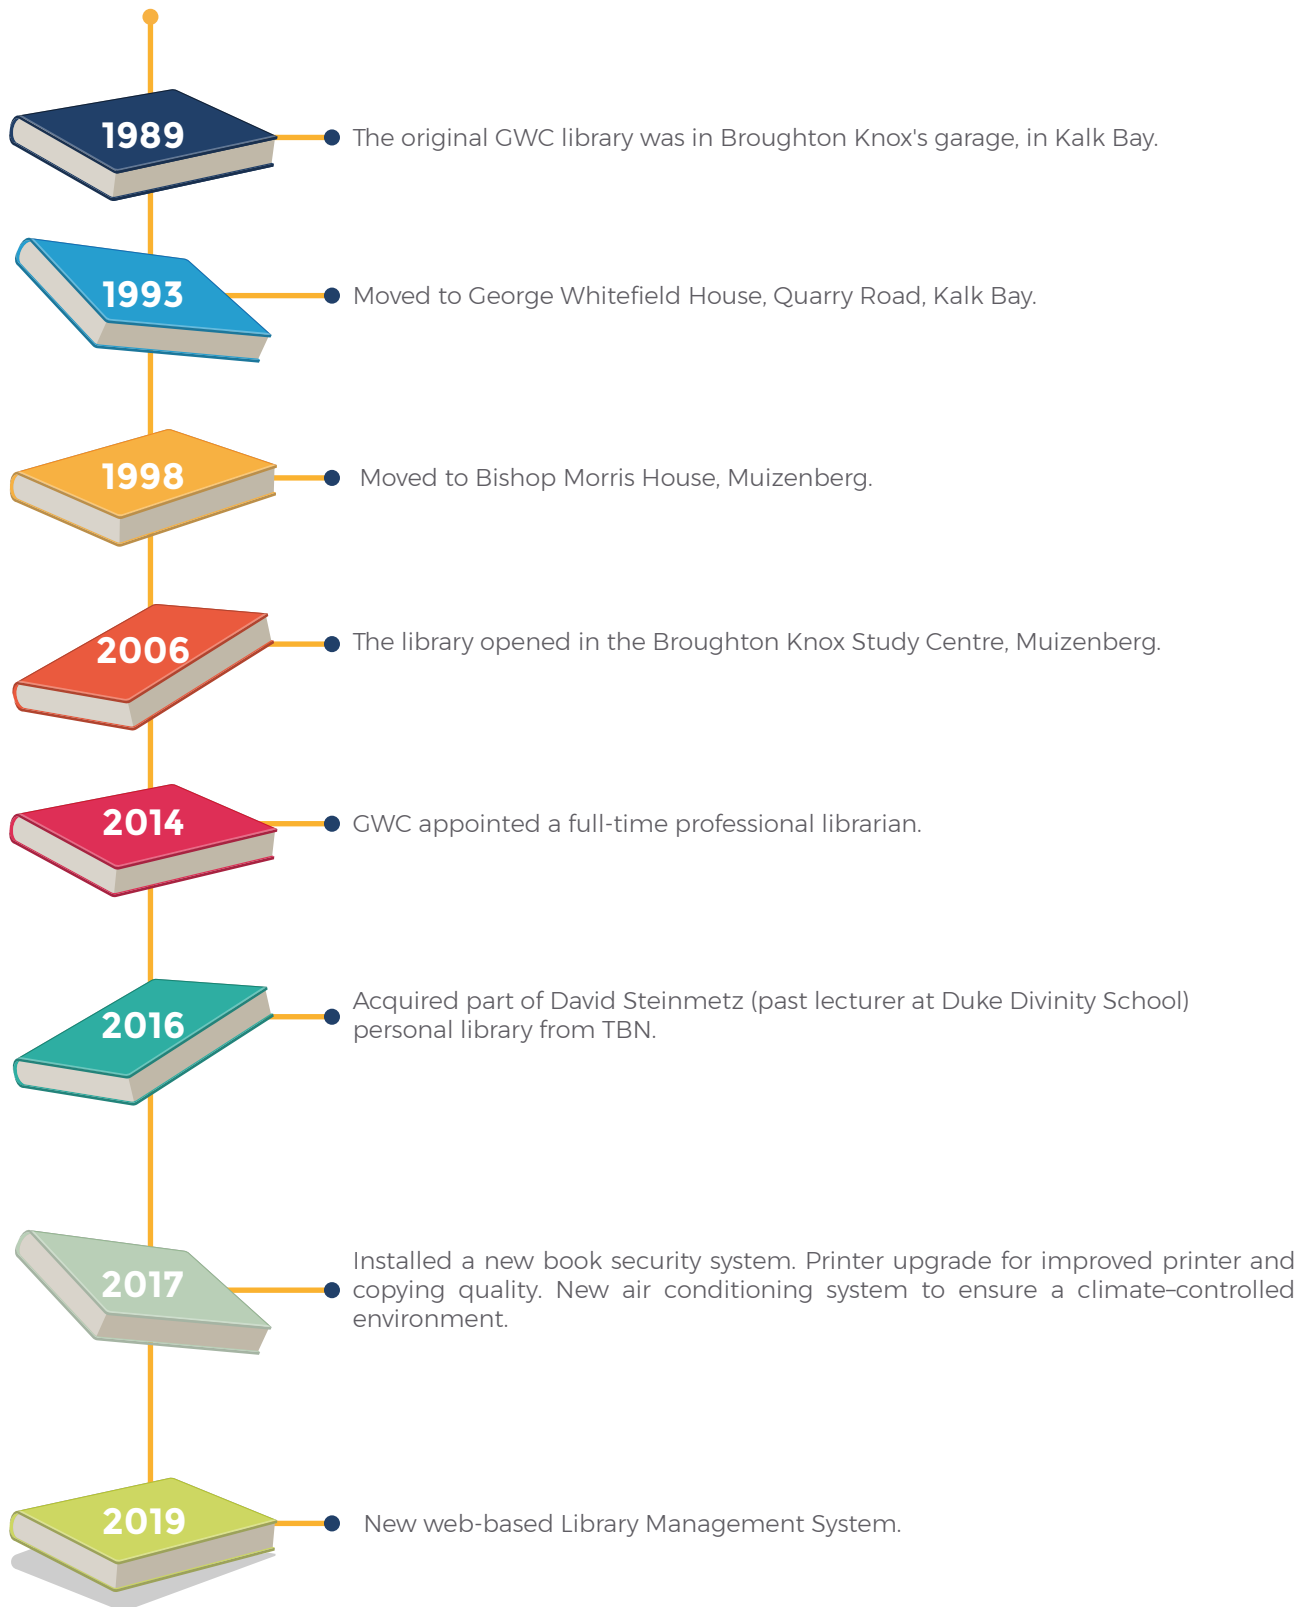 1989
The original GWC library was in Broughton Knox's garage, in Kalk Bay.
1993
Moved to George Whitefield House, Quarry Road, Kalk Bay.
1998
Moved to Bishop Morris House, Muizenberg.
2006
The library opened in the Broughton Knox Study Centre, Muizenberg.
2014
GWC appointed a full-time professional librarian.
2016
Acquired part of David Steinmetz (past lecturer at Duke Divinity School)
personal library from TBN.
2017
Installed a new book security system. Printer upgrade for improved printer and
copying quality. New air conditioning system to ensure a climate–controlled
environment.
2019
New web-based Library Management System.